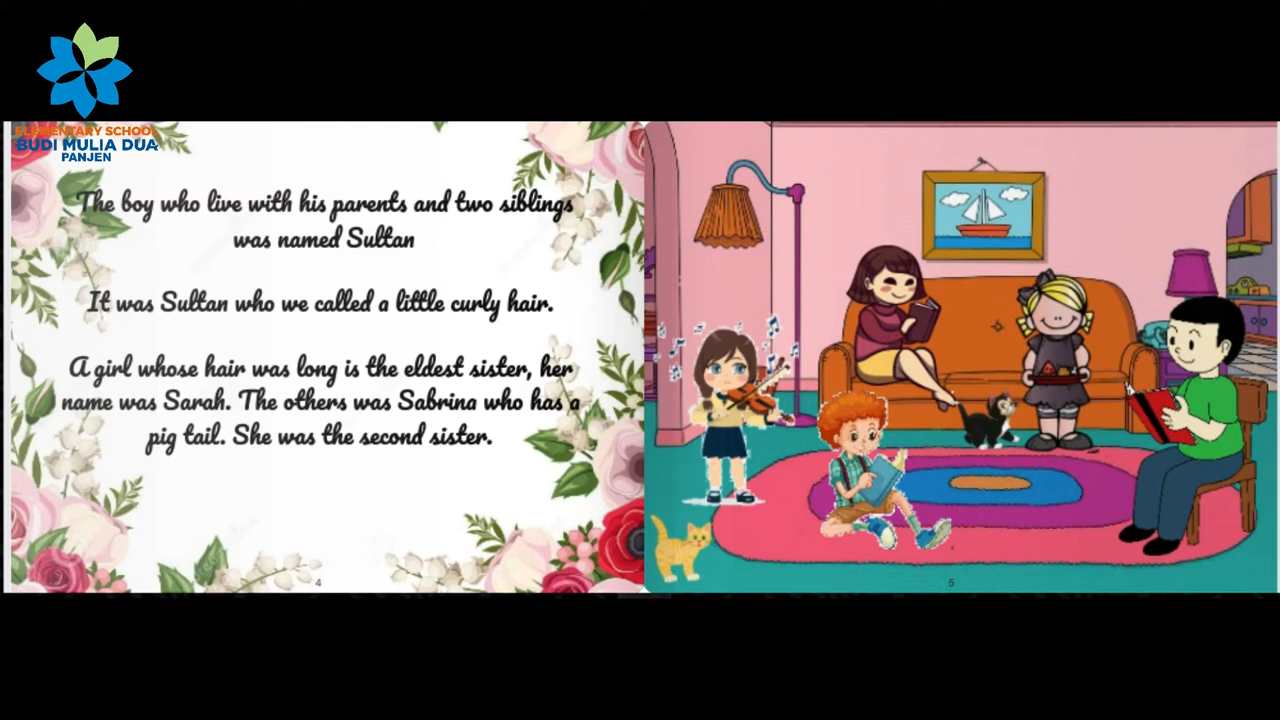 ELEMENTARY SCHOOL
BUDI MULIA DUA
PANJEN
The boy who live with his parents and two siblings
was named Sultan
It was Sultan who we called a little curly hair.
A girl whose hair was long is the eldest sister, her
name was Sarah. The others was Sabrina who has a
pig tail. She was the second sister.
4
5